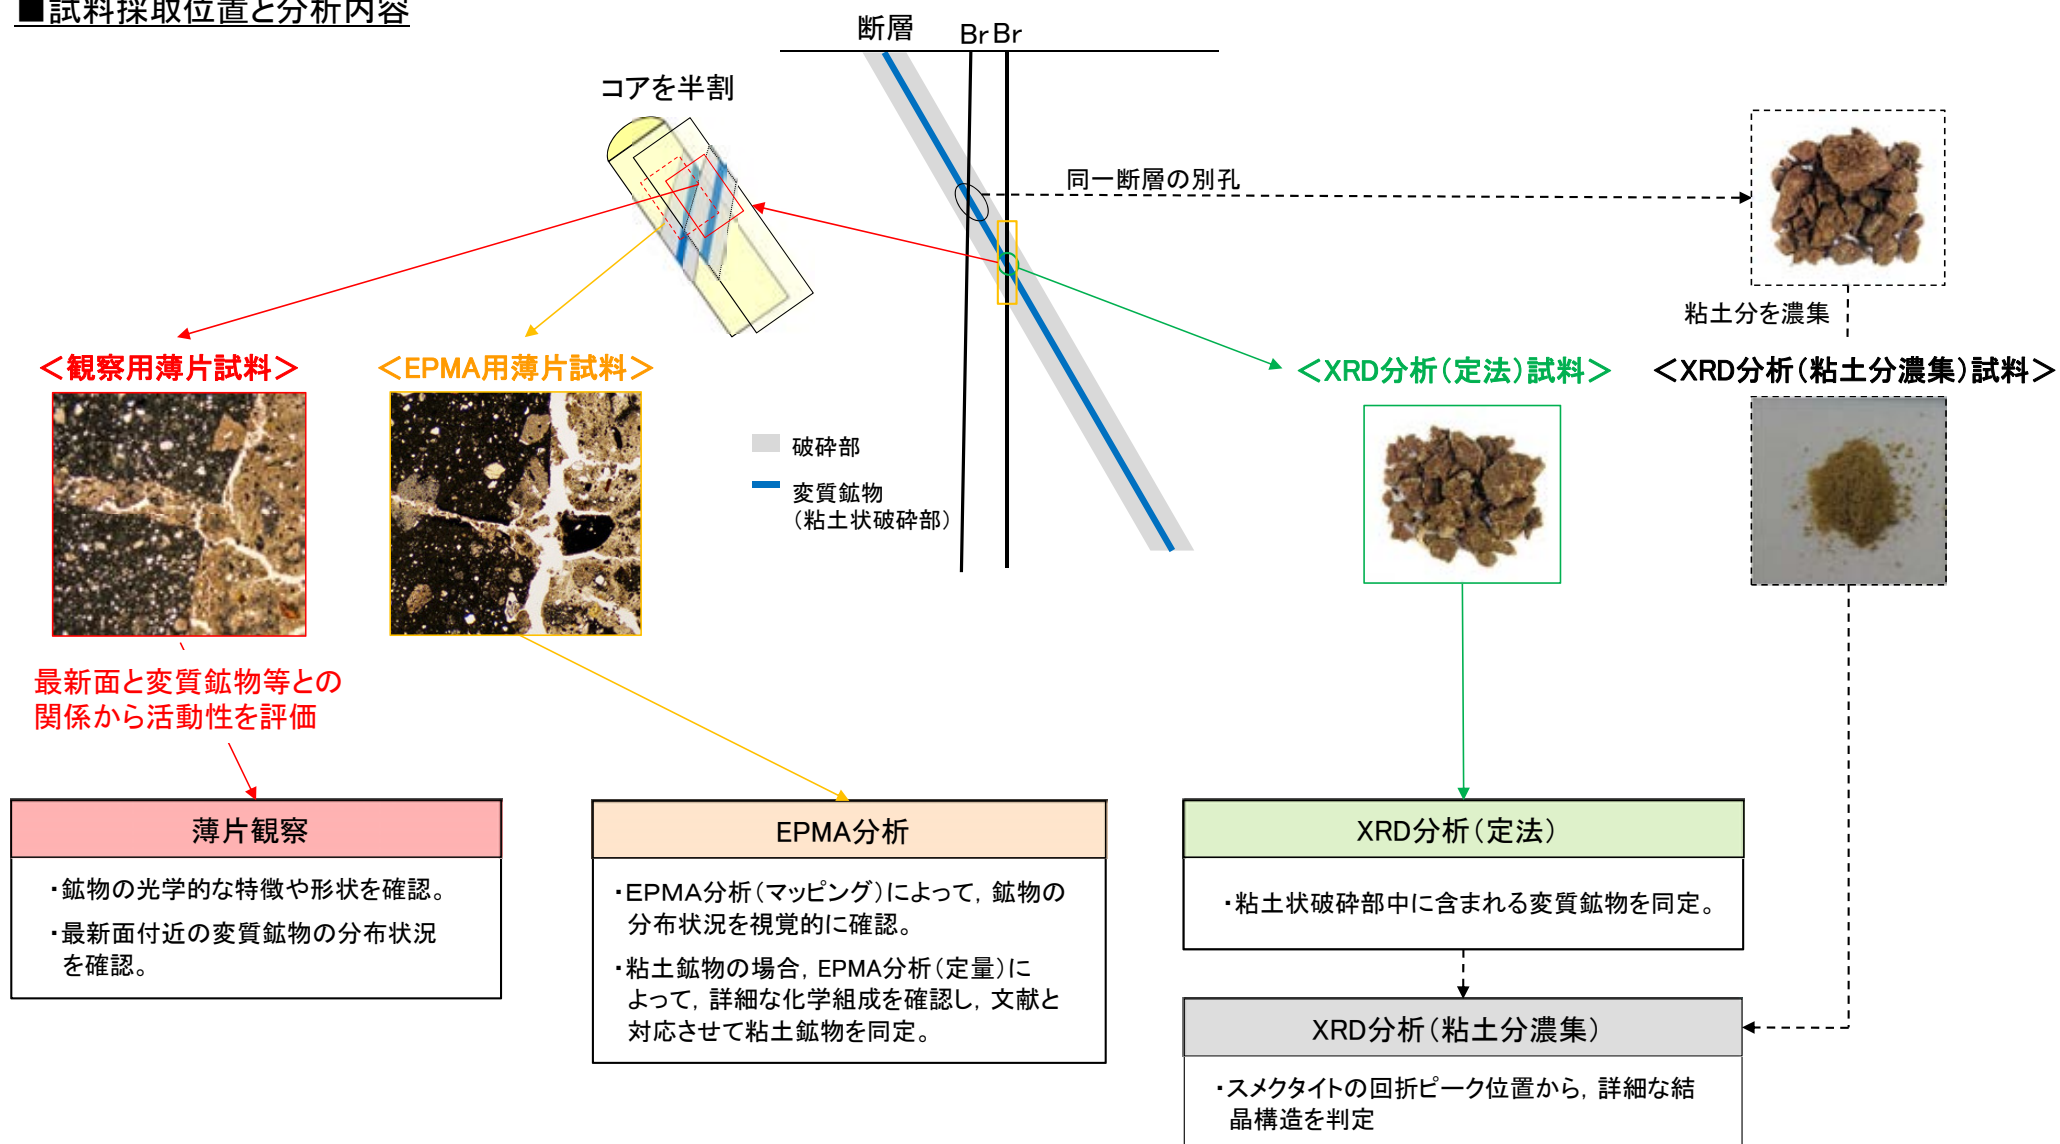 ■試料採取位置と分析内容
断層
Br Br
コアを半割
同一断層の別孔
粘土分を濃集
＜観察用薄片試料＞
＜EPMA用薄片試料＞
＜XRD分析（定法）試料＞
＜XRD分析（粘土分濃集）試料＞
破砕部
変質鉱物
（粘土状破砕部）
最新面と変質鉱物等との
関係から活動性を評価
薄片観察
・鉱物の光学的な特徴や形状を確認。
・最新面付近の変質鉱物の分布状況
を確認。
EPMA分析
・EPMA分析（マッピング）によって，鉱物の
分布状況を視覚的に確認。
・粘土鉱物の場合，EPMA分析（定量）に
よって，詳細な化学組成を確認し，文献と
対応させて粘土鉱物を同定。
XRD分析（定法）
・粘土状破砕部中に含まれる変質鉱物を同定。
XRD分析（粘土分濃集）
・スメクタイトの回折ピーク位置から，詳細な結
晶構造を判定